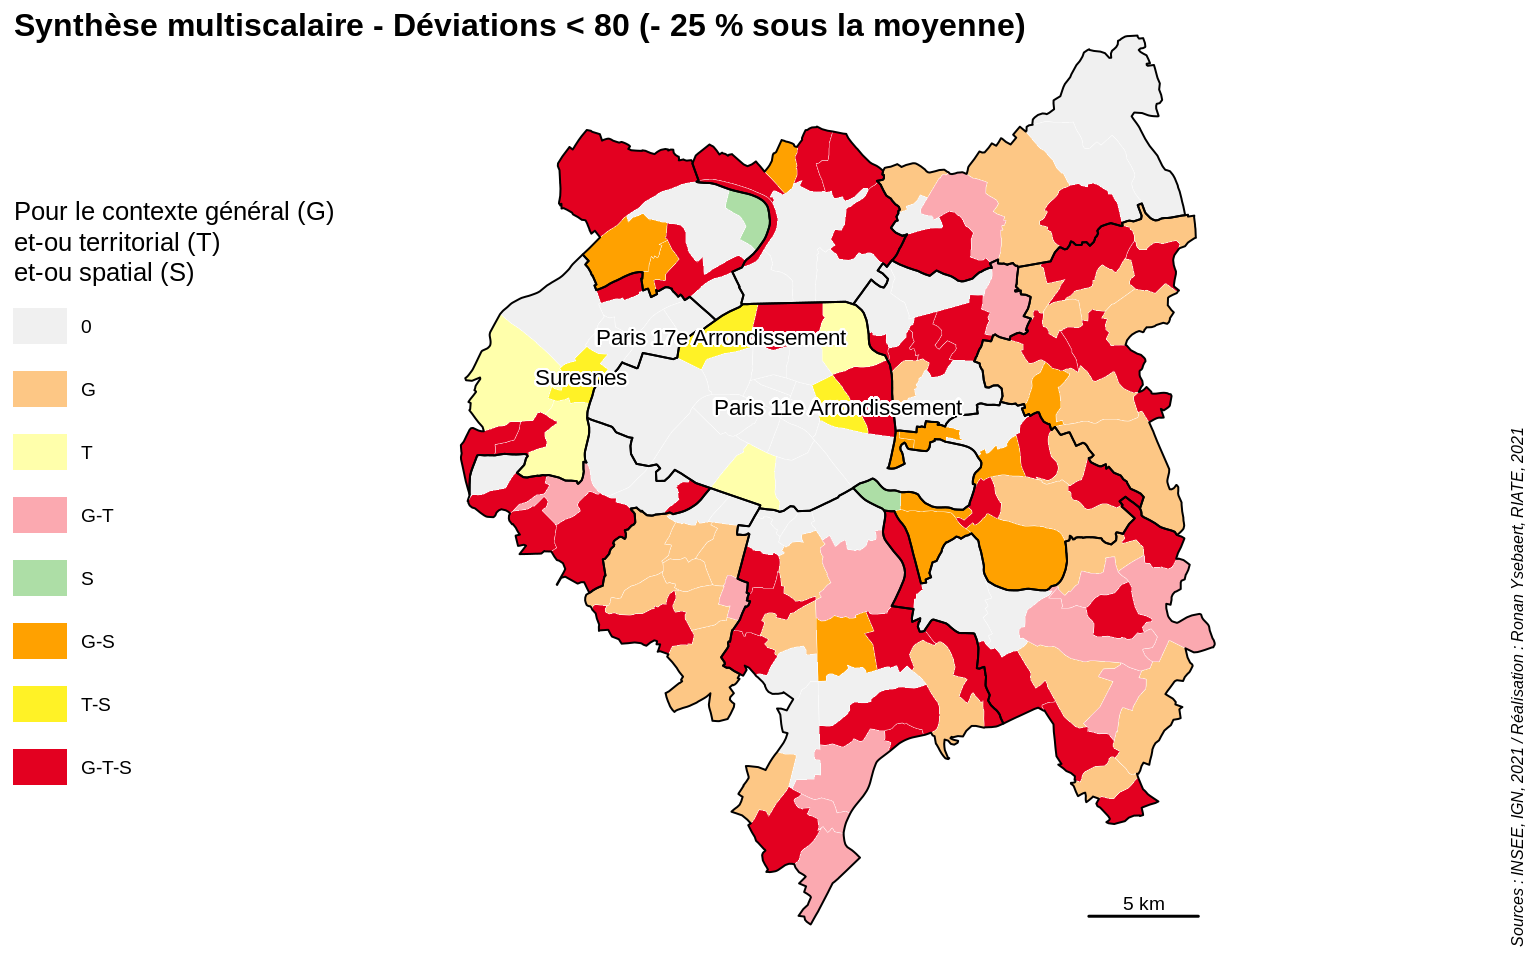 Synthèse multiscalaire - Déviations < 80 (- 25 % sous la moyenne)
Pour le contexte général (G)
et-ou territorial (T)
et-ou spatial (S)
0
G
T
G-T
S
G-S
T-S
G-T-S
Paris 17e Arrondissement
Suresnes
Paris 11e Arrondissement
5 km
Sources : INSEE, IGN, 2021 / Réalisation : Ronan Ysebaert, RIATE, 2021